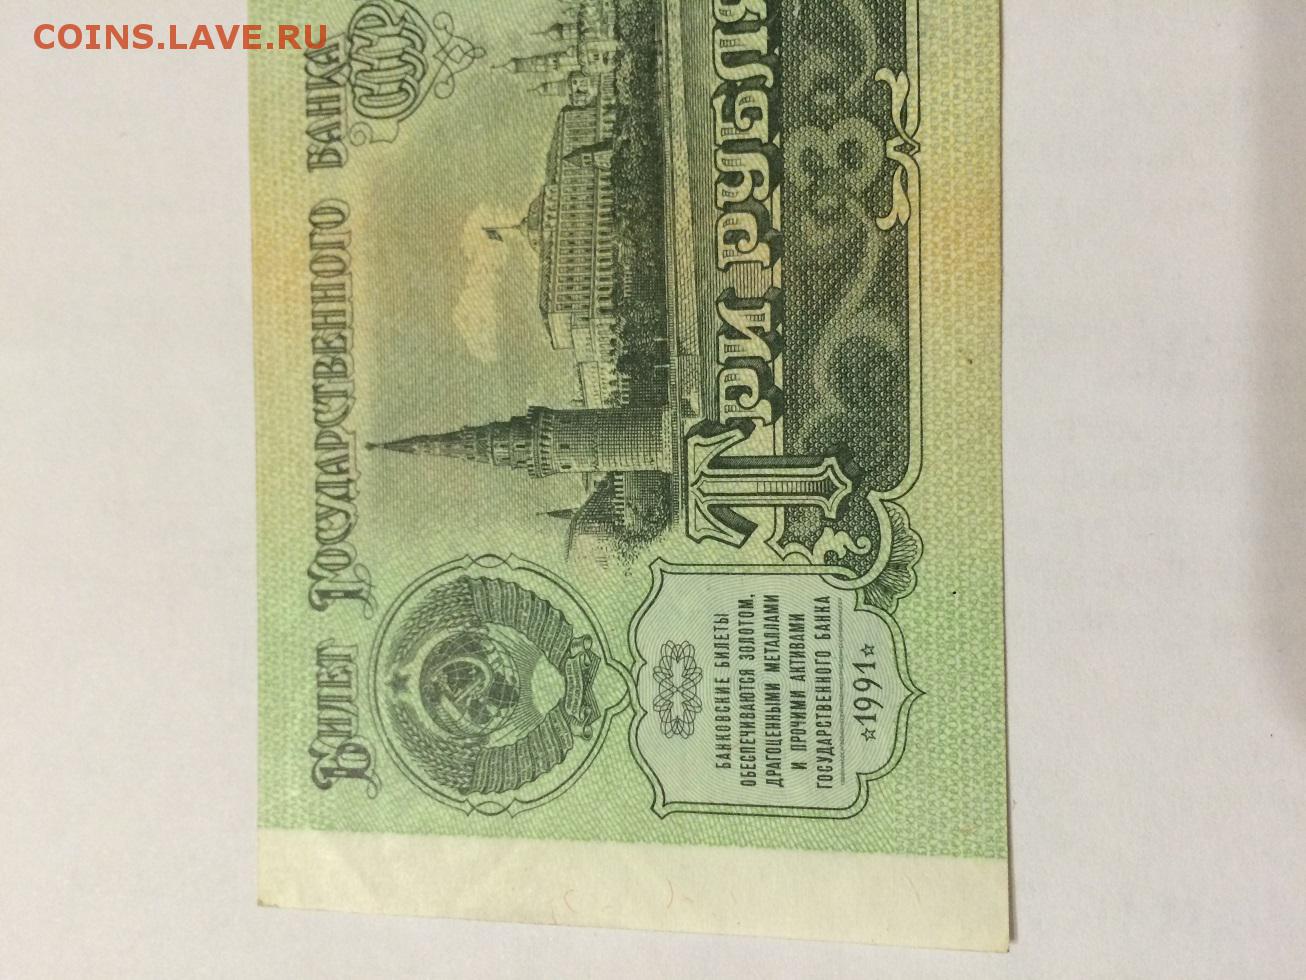 COINS.LAVE.RU
БИЛЕТ ГОСУДАРСТВЕННОГО БАНКА
СССР
ТРИ РУБЛЯ
БАНКОВСКИЕ БИЛЕТЫ
ОБЕСПЕЧИВАЮТСЯ ЗОЛОТОМ,
ДРАГОЦЕННЫМИ МЕТАЛЛАМИ
И ПРОЧИМИ АКТИВАМИ
ГОСУДАРСТВЕННОГО БАНКА
☆1991☆